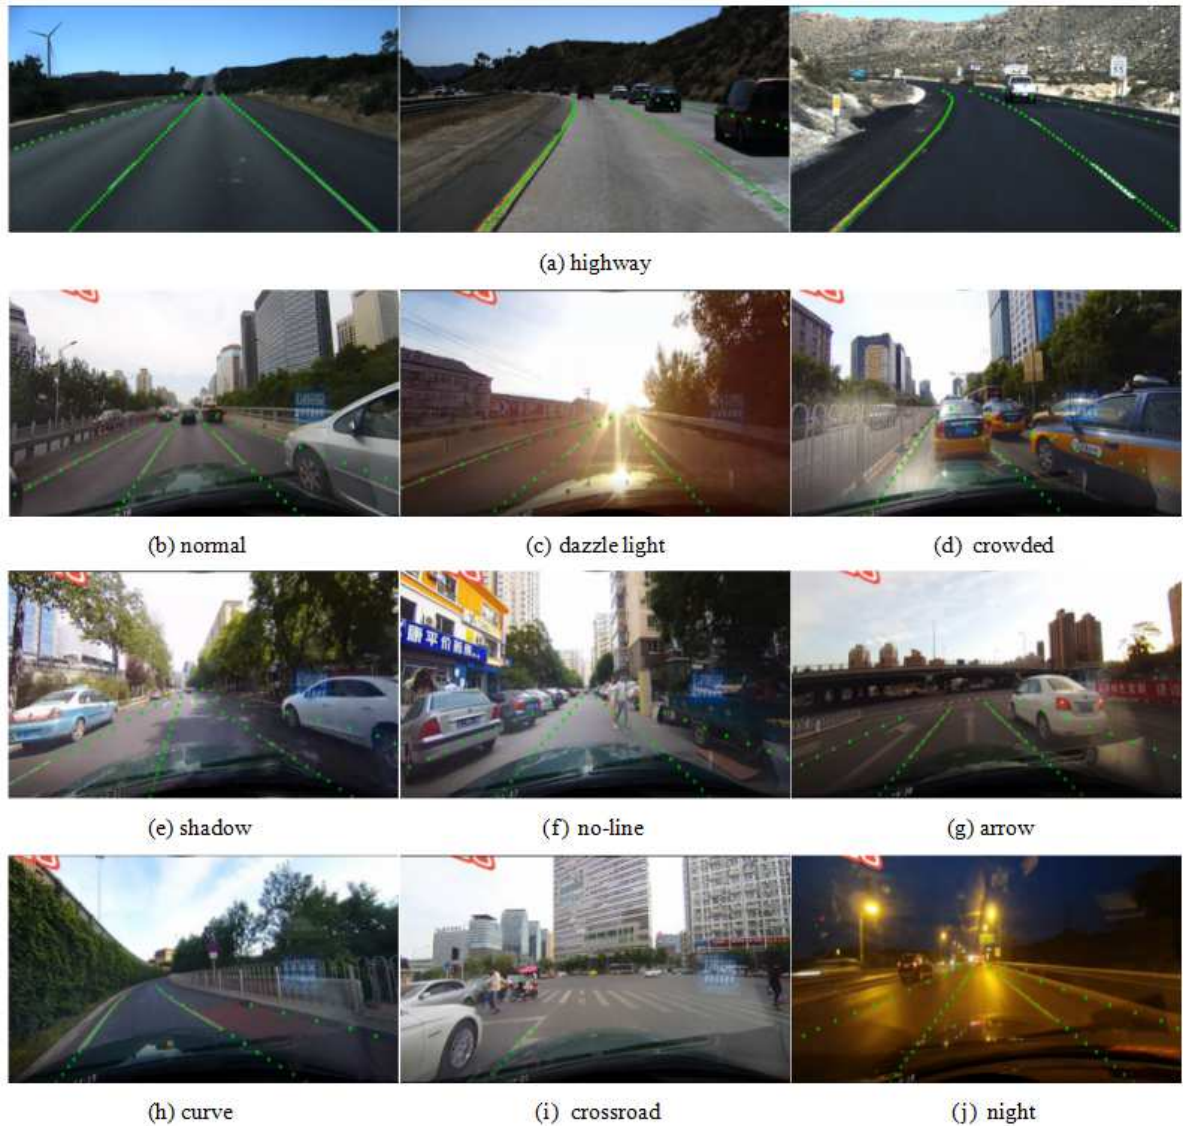 (a) highway
(b) normal
(c) dazzle light
(d) crowded
(e) shadow
(f) no-line
(g) arrow
(h) curve
(i) crossroad
(j) night